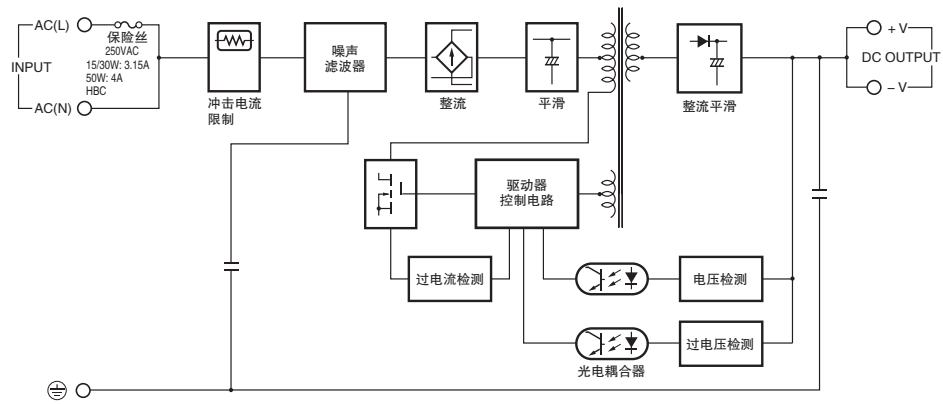 AC(L)
保险丝
250VAC
15/30W: 3.15A
50W: 4A
HBC
INPUT
AC(N)
冲击电流
限制
噪声
滤波器
整流
平滑
整流平滑
+ V
DC OUTPUT
– V
驱动器
控制电路
过电流检测
电压检测
过电压检测
光电耦合器